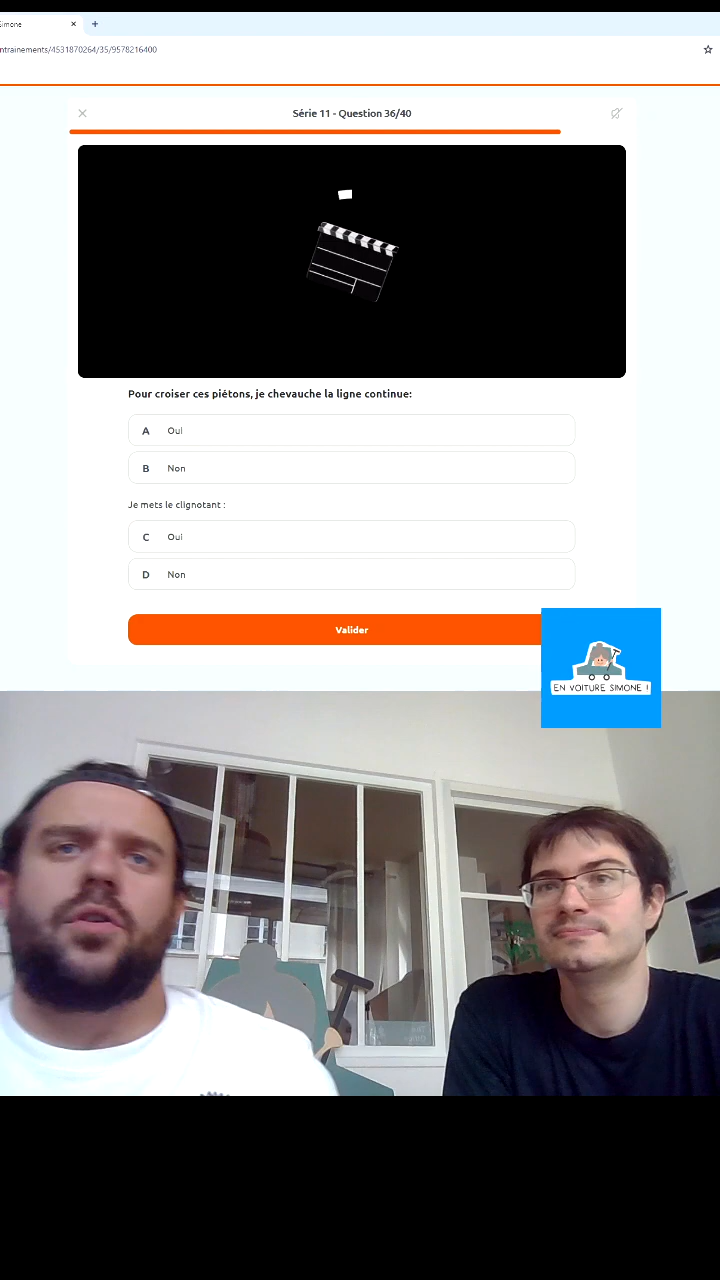 Simone
ntrainements/4531870264/35/9578216400
Série 11 - Question 36/40
Pour croiser ces piétons, je chevauche la ligne continue:
A Oui
B Non
Je mets le clignotant :
C Oui
D Non
Valider
EN VOITURE SIMONE !